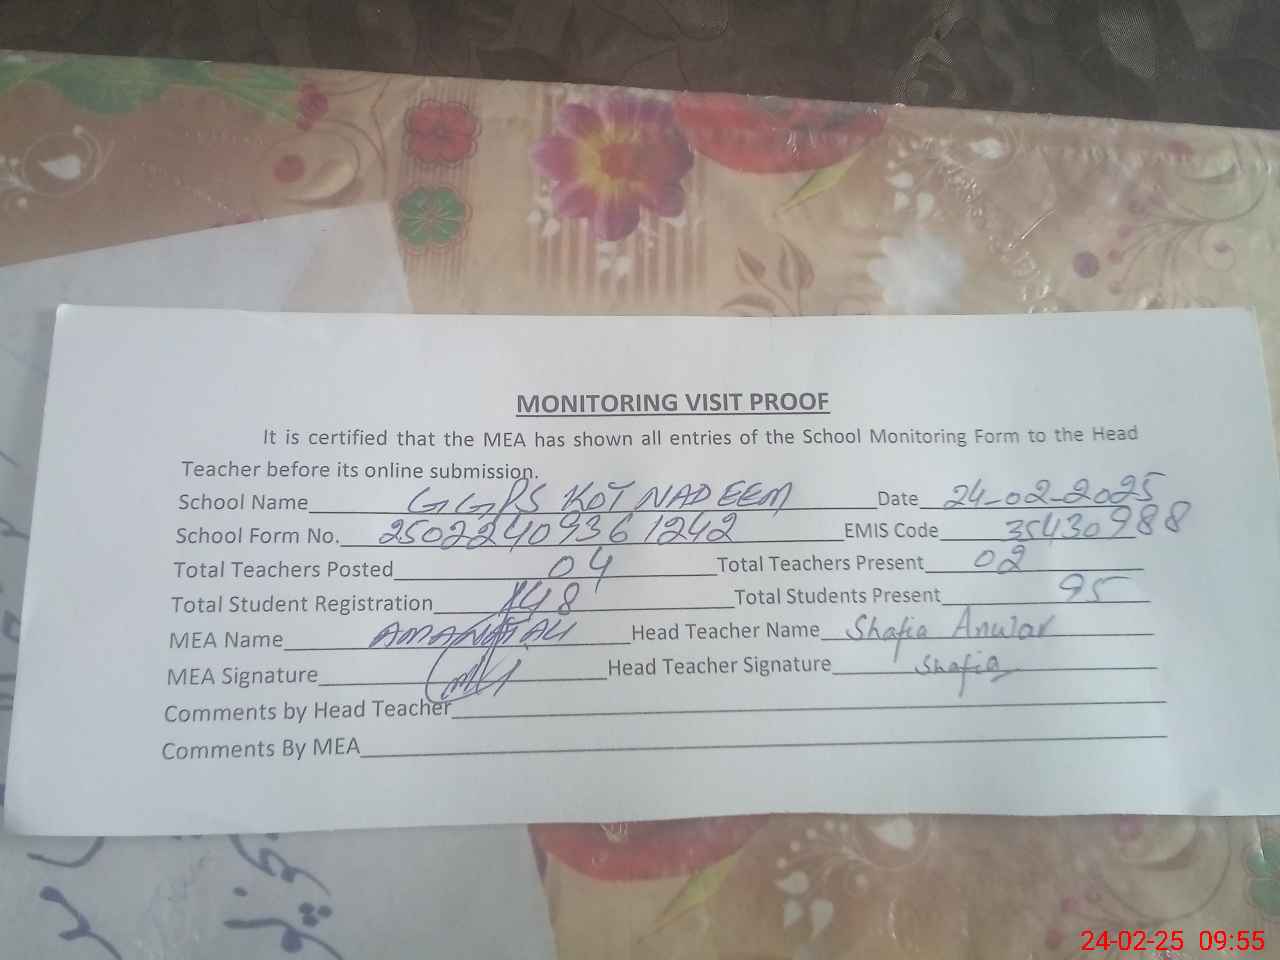 MONITORING VISIT PROOF
It is certified that the MEA has shown all entries of the School Monitoring Form to the Head
Teacher before its online submission.
School Name GGPS KOT NADEEM Date 24-02-2025
School Form No. 25022409361242 EMIS Code 35430988
Total Teachers Posted 04 Total Teachers Present 02
Total Student Registration 148 Total Students Present 95
MEA Name AMANAT ALI Head Teacher Name Shafia Anwar
MEA Signature Head Teacher Signature Shafia
Comments by Head Teacher
Comments By MEA
24-02-25 09:55